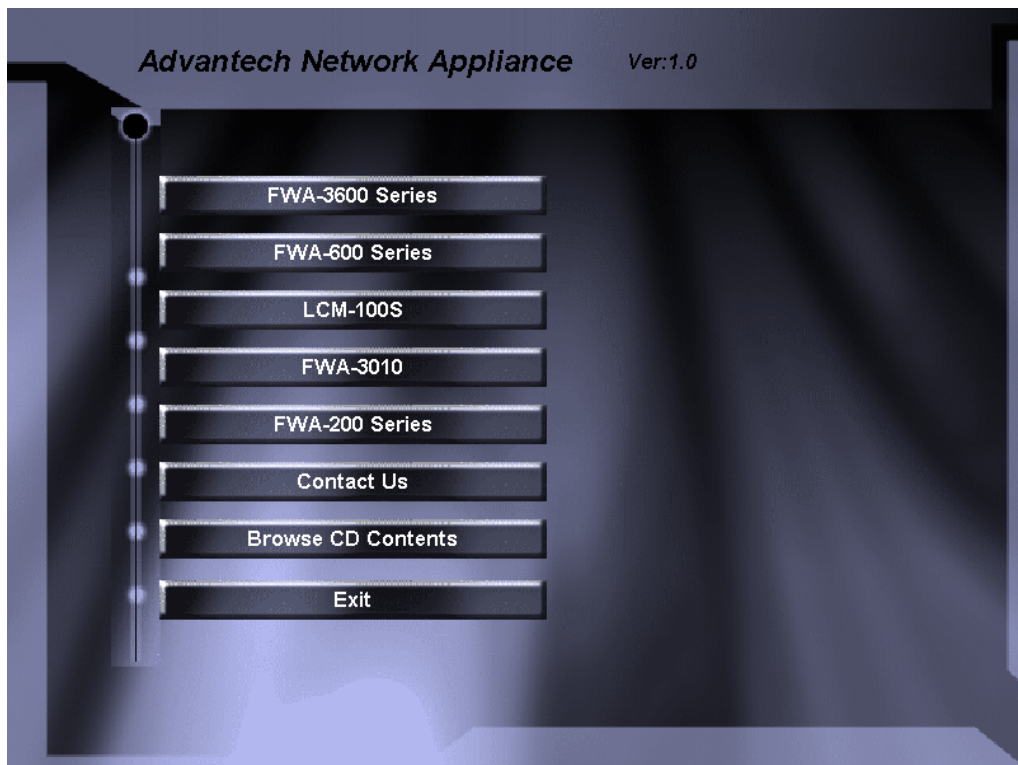 Advantech Network Appliance Ver:1.0
FWA-3600 Series
FWA-600 Series
LCM-100S
FWA-3010
FWA-200 Series
Contact Us
Browse CD Contents
Exit